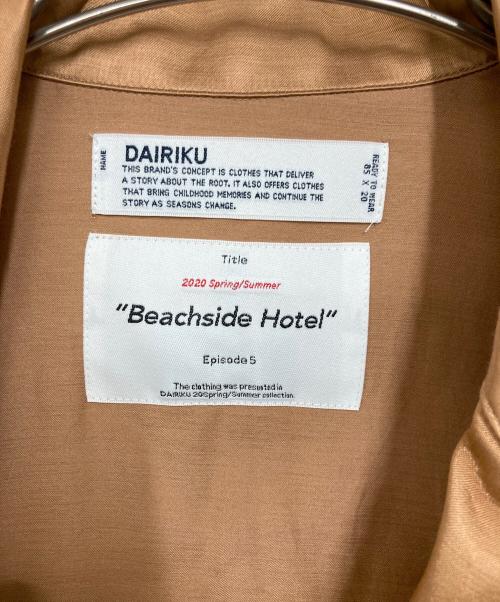 NAME
DAIRIKU
THIS BRAND'S CONCEPT IS CLOTHES THAT DELIVER
A STORY ABOUT THE ROOT. IT ALSO OFFERS CLOTHES
THAT BRING CHILDHOOD MEMORIES AND CONTINUE THE
STORY AS SEASONS CHANGE.
READY TO WEAR
85 X 20
Title
2020 Spring/Summer
"Beachside Hotel"
Episode 5
The clothing was presented in
DAIRIKU 20Spring/Summer collection.